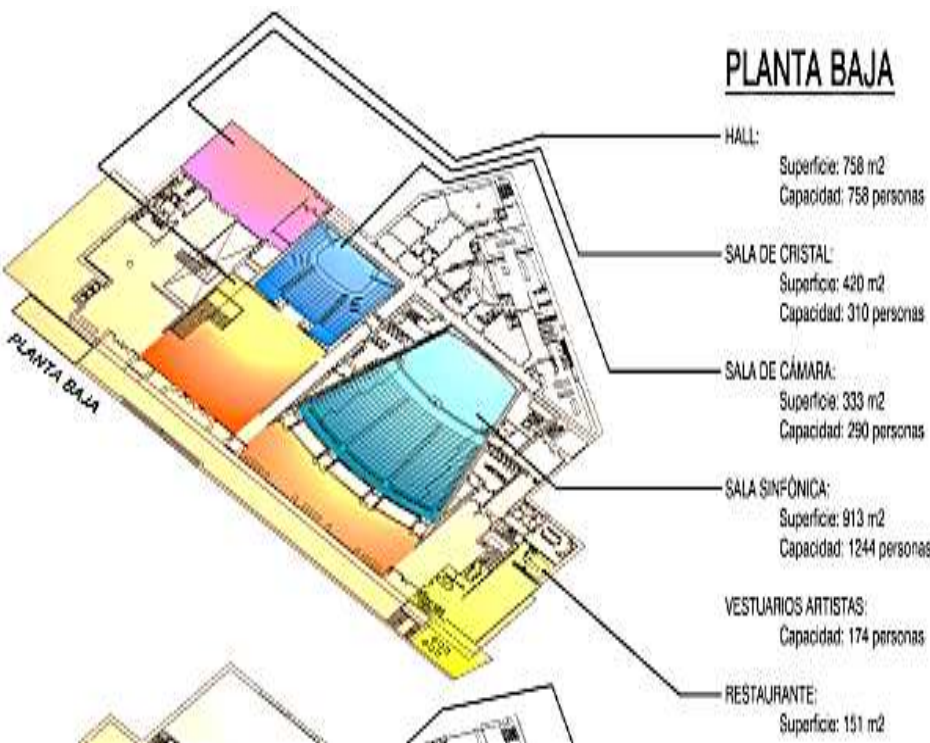 PLANTA BAJA
HALL:
Superficie: 758 m2
Capacidad: 758 personas
SALA DE CRISTAL:
Superficie: 420 m2
Capacidad: 310 personas
SALA DE CÁMARA:
Superficie: 333 m2
Capacidad: 290 personas
SALA SINFÓNICA:
Superficie: 913 m2
Capacidad: 1244 personas
VESTUARIOS ARTISTAS:
Capacidad: 174 personas
RESTAURANTE:
Superficie: 151 m2
PLANTA BAJA